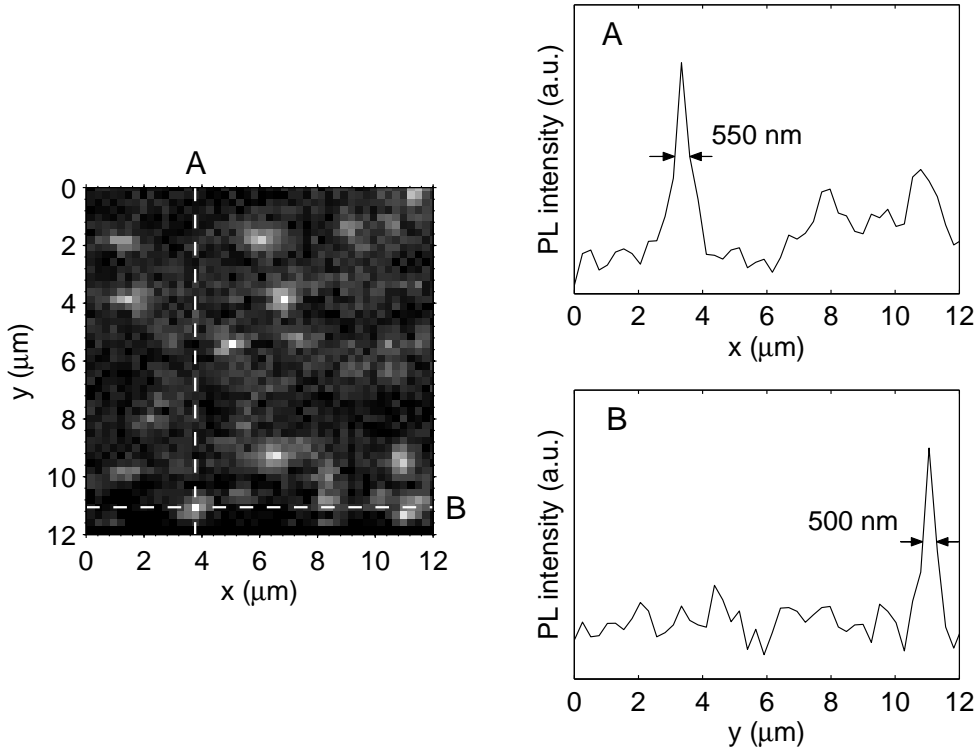 A
0
2
4
6
8
10
12
y (μm)
B
0 2 4 6 8 10 12
x (μm)
A
PL intensity (a.u.)
550 nm
0 2 4 6 8 10 12
x (μm)
B
PL intensity (a.u.)
500 nm
0 2 4 6 8 10 12
y (μm)